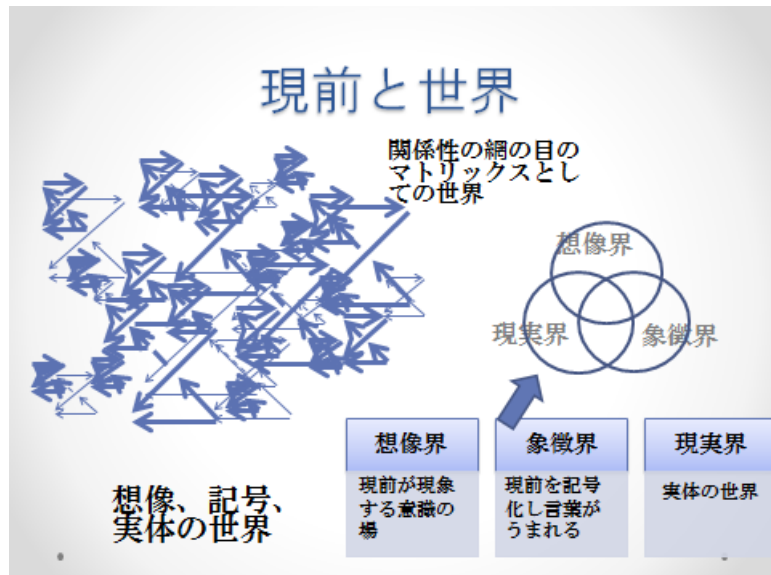 現前と世界
関係性の網の目の
マトリックスとし
ての世界
想像界
現実界
象徴界
想像界
現前が現象
する意識の
場
象徴界
現前を記号
化し言葉が
うまれる
現実界
実体の世界
想像、記号、
実体の世界